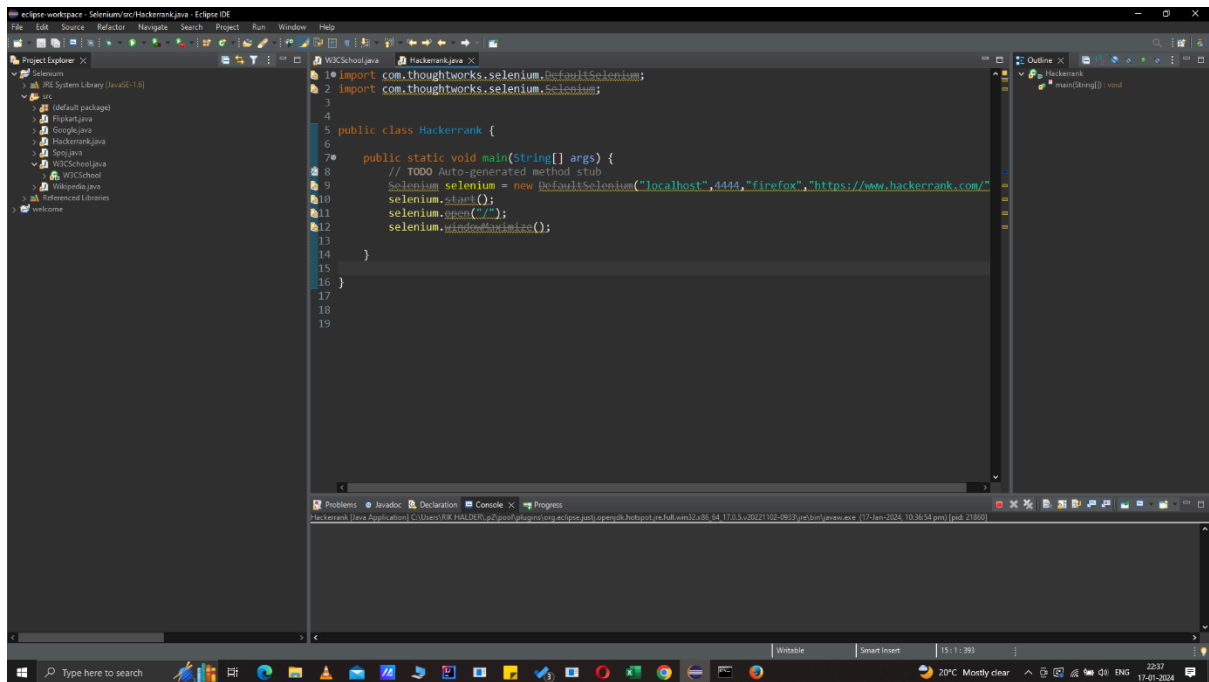 eclipse-workspace - Selenium/src/Hackerrank.java - Eclipse IDE
File Edit Source Refactor Navigate Search Project Run Window Help
Project Explorer
W3CSchool.java Hackerrank.java
Outline
Selenium
JRE System Library [JavaSE-1.6]
src
(default package)
Flipkart.java
Google.java
Hackerrank.java
Spoj.java
W3CSchool.java
W3CSchool
Wikipedia.java
Referenced Libraries
welcome
1 import com.thoughtworks.selenium.DefaultSelenium;
2 import com.thoughtworks.selenium.Selenium;
3
4
5 public class Hackerrank {
6
7 public static void main(String[] args) {
8 // TODO Auto-generated method stub
9 Selenium selenium = new DefaultSelenium("localhost",4444,"firefox","https://www.hackerrank.com/"
10 selenium.start();
11 selenium.open("/");
12 selenium.windowMaximize();
13
14 }
15
16 }
17
18
19
Hackerrank
main(String[]) : void
Problems Javadoc Declaration Console Progress
Hackerrank [Java Application] C:\Users\RIK HALDER\.p2\pool\plugins\org.eclipse.justj.openjdk.hotspot.jre.full.win32.x86_64_17.0.5.v20221102-0933\jre\bin\javaw.exe (17-Jan-2024, 10:36:54 pm) [pid: 21860]
Writable Smart Insert 15 : 1 : 393
Type here to search
20°C Mostly clear
ENG
22:37
17-01-2024